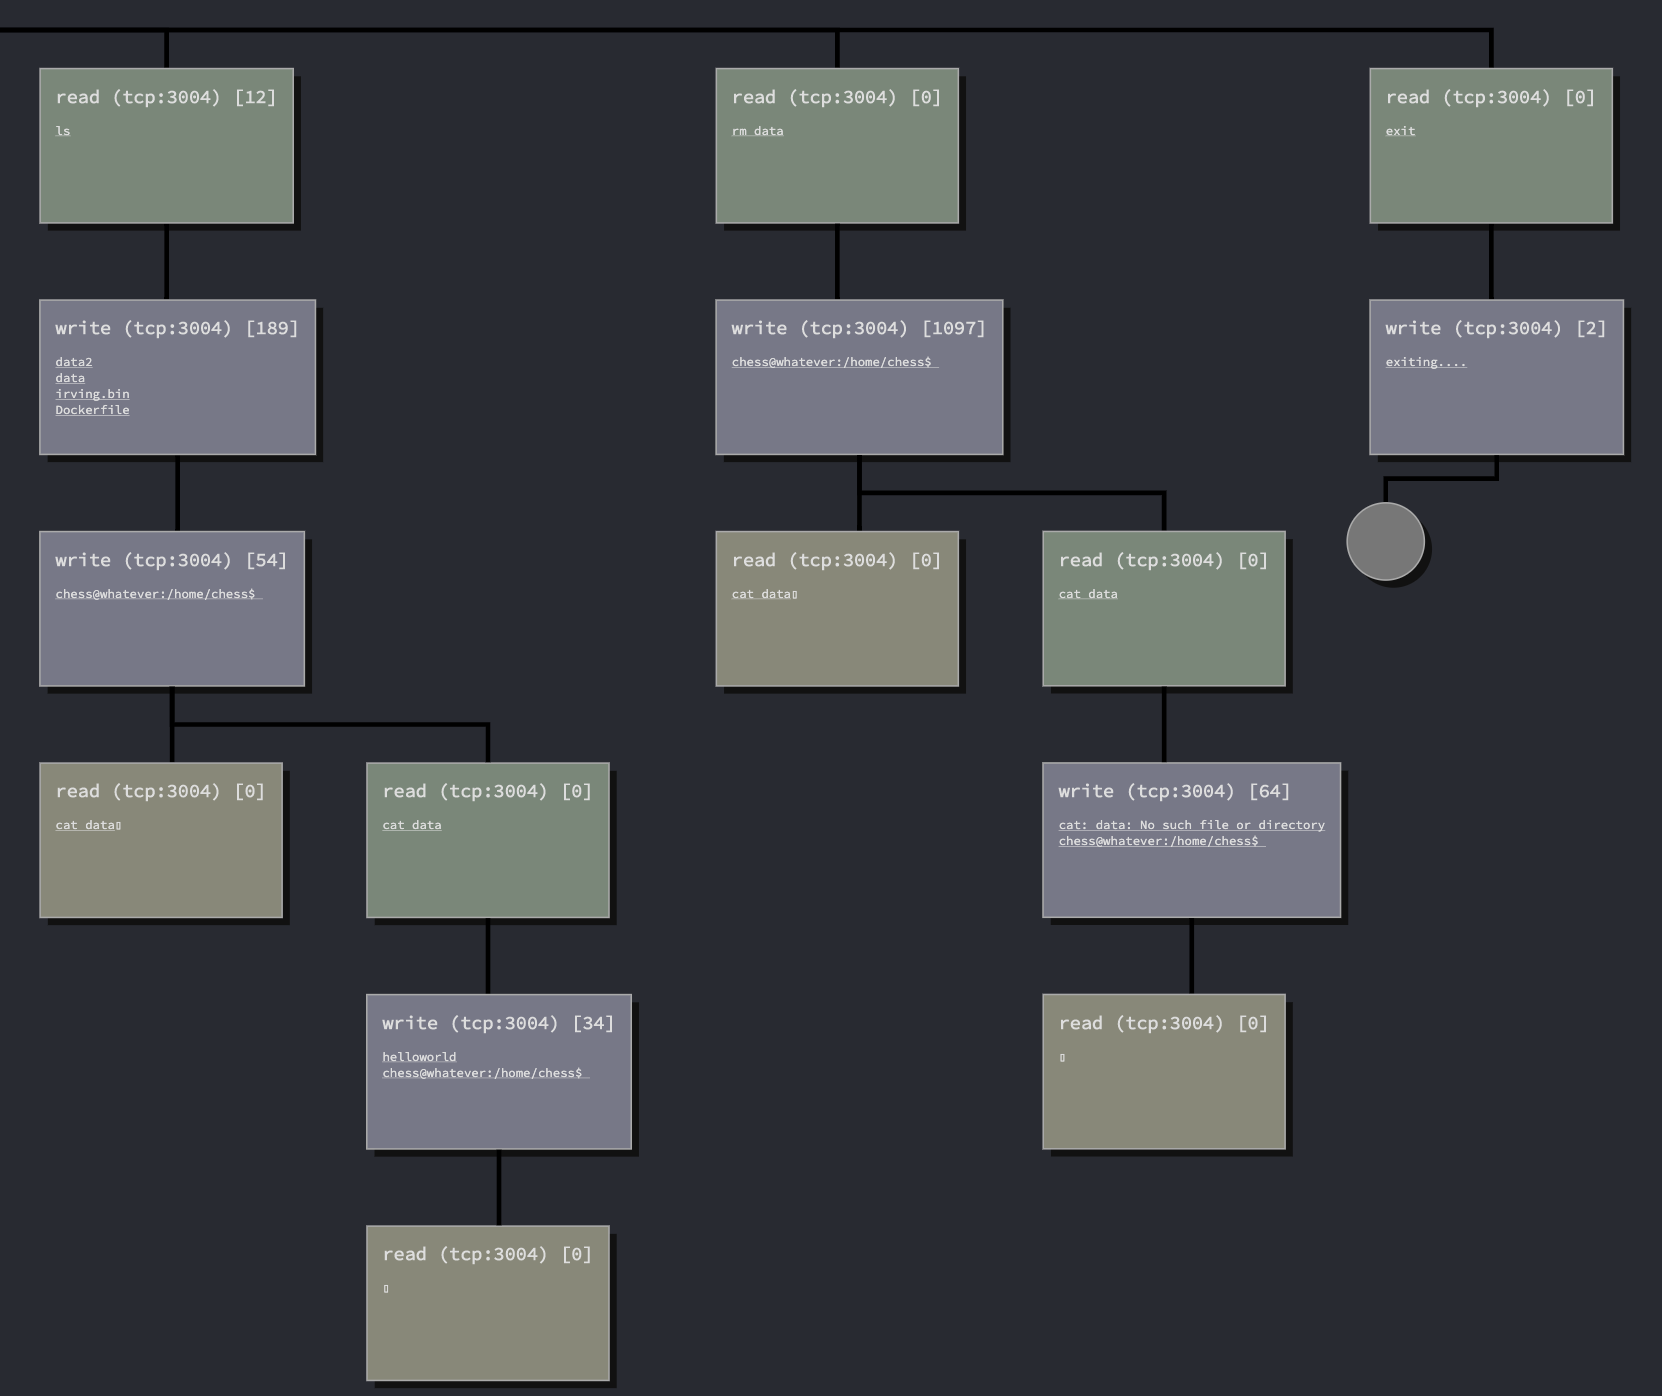 read (tcp:3004) [12]
ls
read (tcp:3004) [0]
rm data
read (tcp:3004) [0]
exit
write (tcp:3004) [189]
data2
data
irving.bin
Dockerfile
write (tcp:3004) [1097]
chess@whatever:/home/chess$
write (tcp:3004) [2]
exiting....
write (tcp:3004) [54]
chess@whatever:/home/chess$
read (tcp:3004) [0]
cat data▯
read (tcp:3004) [0]
cat data
read (tcp:3004) [0]
cat data▯
read (tcp:3004) [0]
cat data
write (tcp:3004) [64]
cat: data: No such file or directory
chess@whatever:/home/chess$
write (tcp:3004) [34]
helloworld
chess@whatever:/home/chess$
read (tcp:3004) [0]
▯
read (tcp:3004) [0]
▯